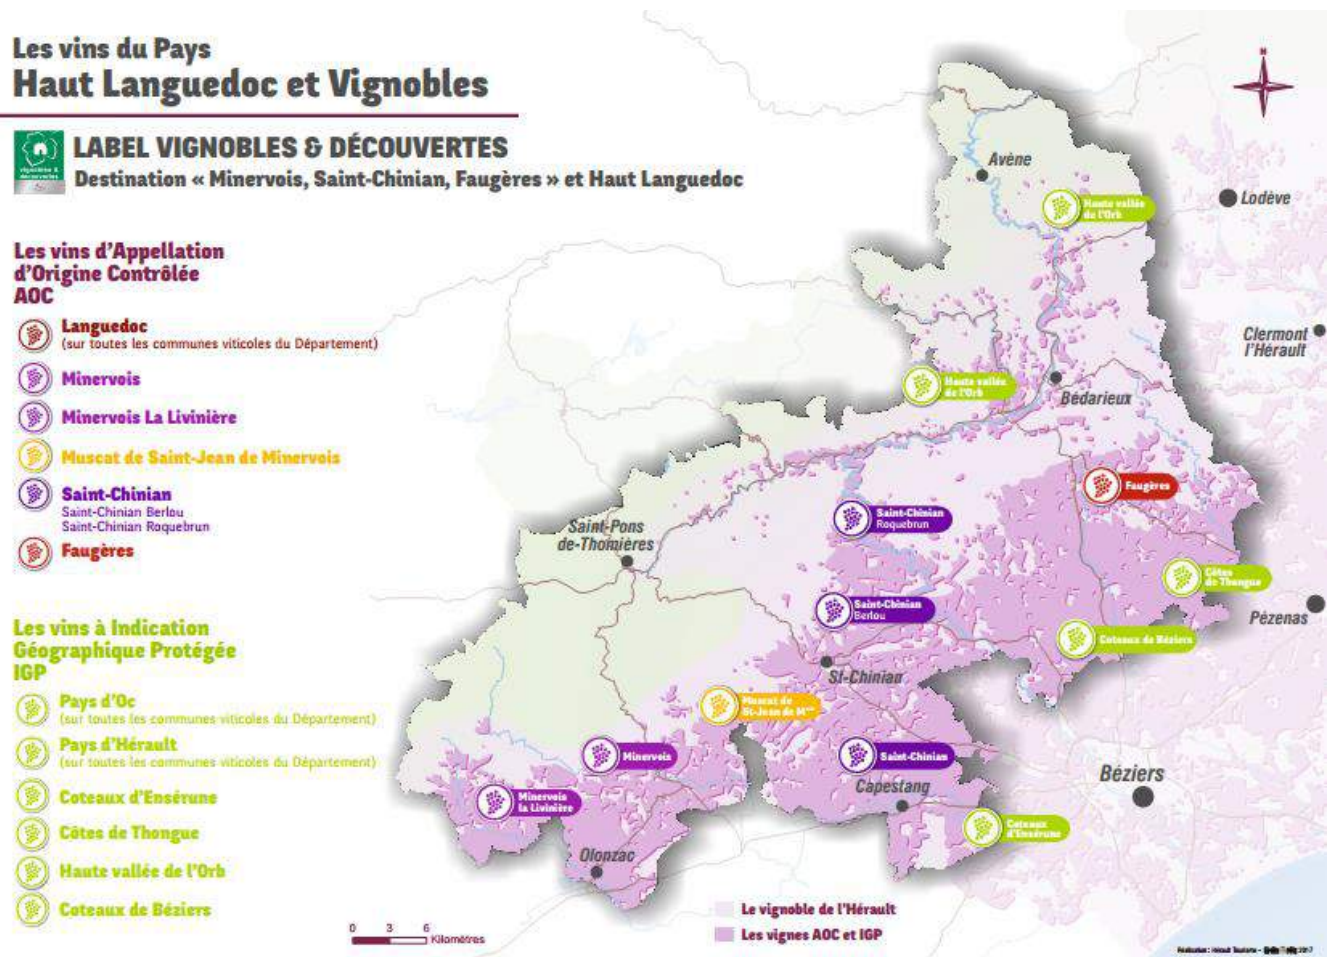 Les vins du Pays
Haut Languedoc et Vignobles
LABEL VIGNOBLES & DÉCOUVERTES
Destination « Minervois, Saint-Chinian, Faugères » et Haut Languedoc
vignobles &
découvertes
Les vins d'Appellation
d'Origine Contrôlée
AOC
Languedoc
(sur toutes les communes viticoles du Département)
Minervois
Minervois La Livinière
Muscat de Saint-Jean de Minervois
Saint-Chinian
Saint-Chinian Berlou
Saint-Chinian Roquebrun
Faugères
Les vins à Indication
Géographique Protégée
IGP
Pays d'Oc
(sur toutes les communes viticoles du Département)
Pays d'Hérault
(sur toutes les communes viticoles du Département)
Coteaux d'Ensérune
Côtes de Thongue
Haute vallée de l'Orb
Coteaux de Béziers
N
Avène
Haute vallée
de l'Orb
Lodève
Clermont
l'Hérault
Haute vallée
de l'Orb
Bédarieux
Faugères
Saint-Chinian
Roquebrun
Saint-Pons
de-Thomières
Côtes
de Thongue
Saint-Chinian
Berlou
Pézenas
Coteaux de Béziers
St-Chinian
Muscat de
St-Jean de Mois
Minervois
Saint-Chinian
Béziers
Capestang
Minervois
la Livinière
Coteaux
d'Ensérune
Olonzac
0 3 6
Kilomètres
Le vignoble de l'Hérault
Les vignes AOC et IGP
Réalisation : Hérault Tourisme -
2017